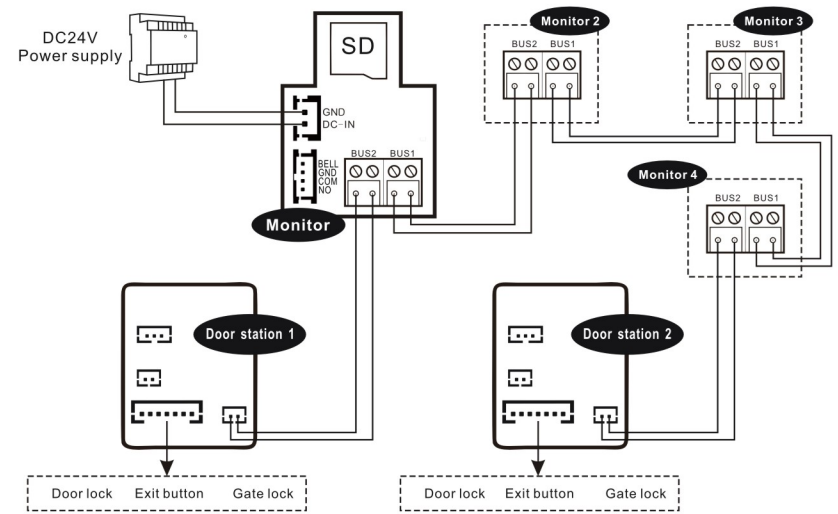 DC24V
Power supply
SD
GND
DC-IN
BELL
GND
COM
NO
BUS2 BUS1
Monitor
Monitor 2
BUS2 BUS1
Monitor 3
BUS2 BUS1
Monitor 4
BUS2 BUS1
Door station 1
Door station 2
Door lock Exit button Gate lock
Door lock Exit button Gate lock